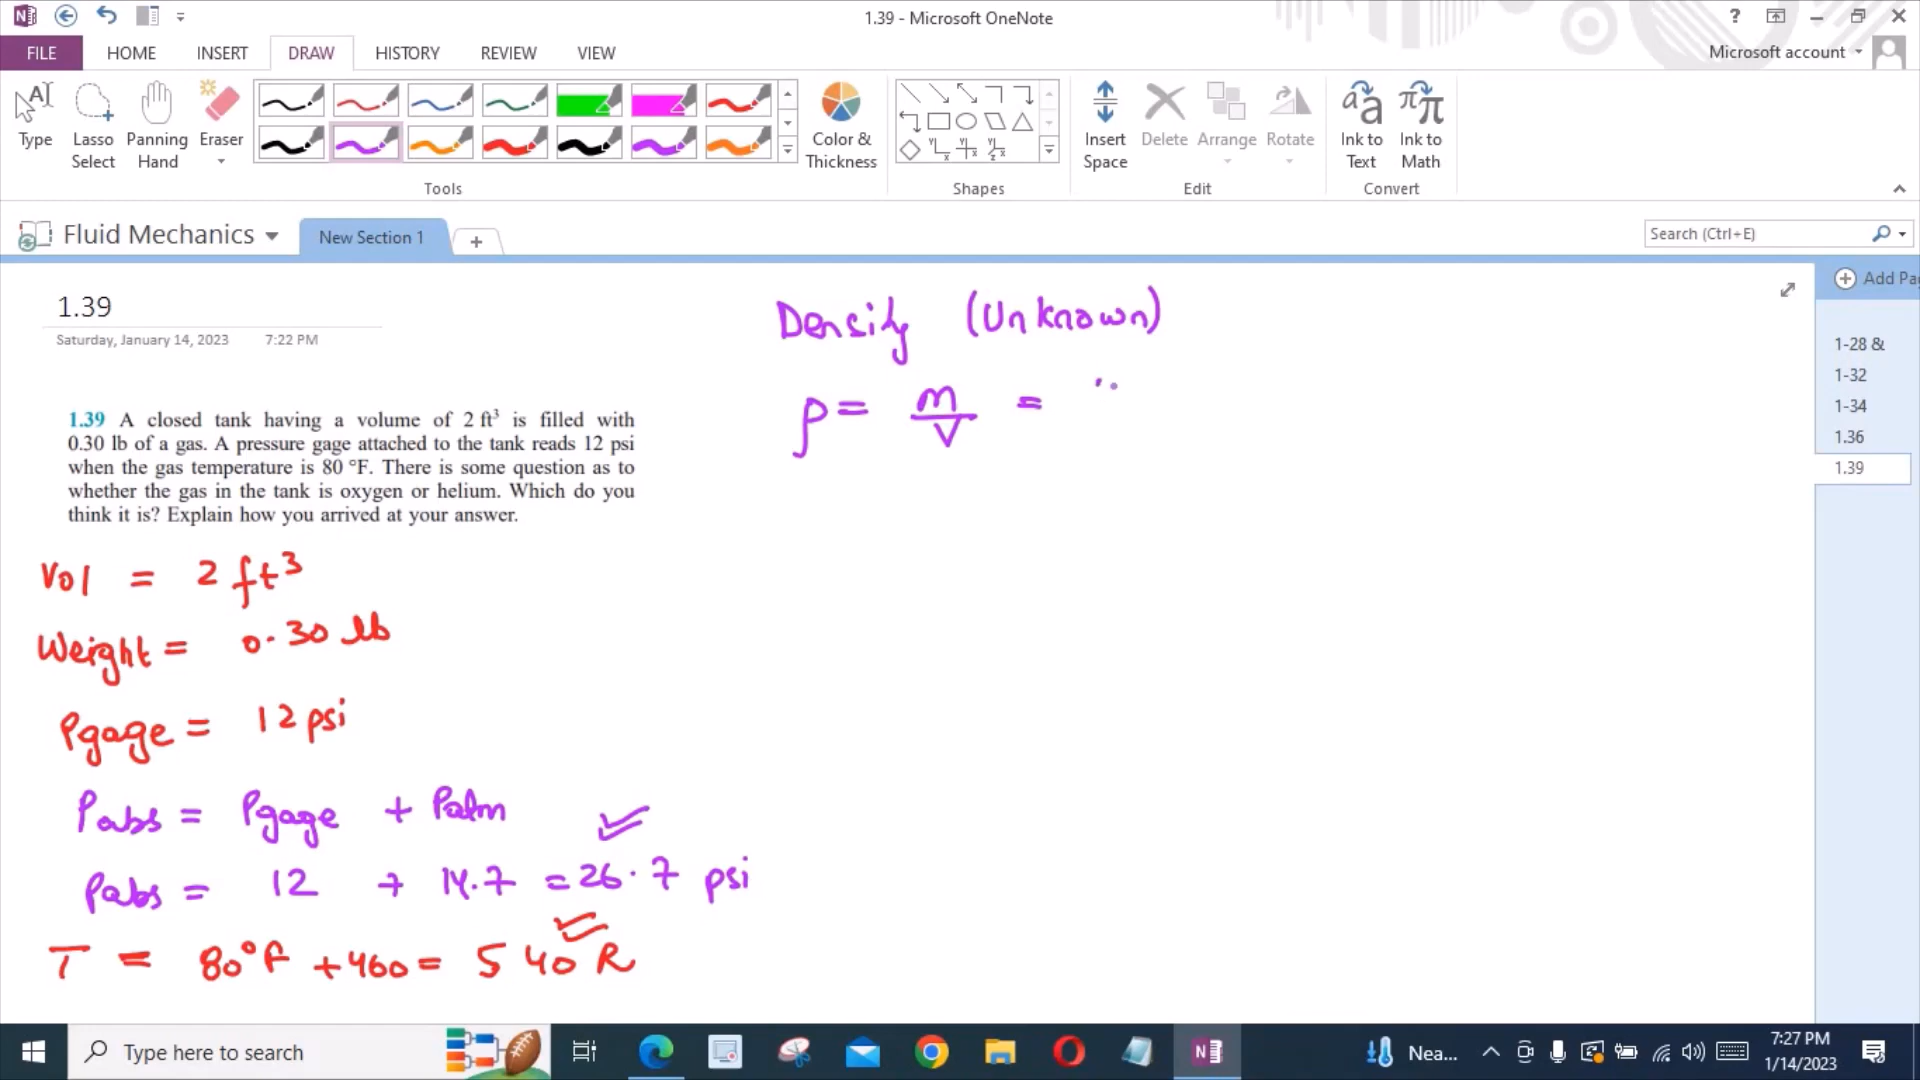 1.39 - Microsoft OneNote
?
FILE HOME INSERT DRAW HISTORY REVIEW VIEW
Microsoft account
Type
Lasso Select
Panning Hand
Eraser
Color & Thickness
Insert Space
Delete
Arrange
Rotate
Ink to Text
Ink to Math
Tools
Shapes
Edit
Convert
Fluid Mechanics
New Section 1
Search (Ctrl+E)
Add Pa
1-28 &
1-32
1-34
1.36
1.39
1.39
Saturday, January 14, 2023 7:22 PM
1.39 A closed tank having a volume of 2 ft³ is filled with
0.30 lb of a gas. A pressure gage attached to the tank reads 12 psi
when the gas temperature is 80 °F. There is some question as to
whether the gas in the tank is oxygen or helium. Which do you
think it is? Explain how you arrived at your answer.
Vol = 2 ft³
Weight = 0.30 lb
Pgage = 12 psi
Pabs = Pgage + Patm
Pabs = 12 + 14.7 = 26.7 psi
T = 80°F + 460 = 540 R
Density (Unknown)
ρ = m/V =
Type here to search
Nea...
7:27 PM
1/14/2023